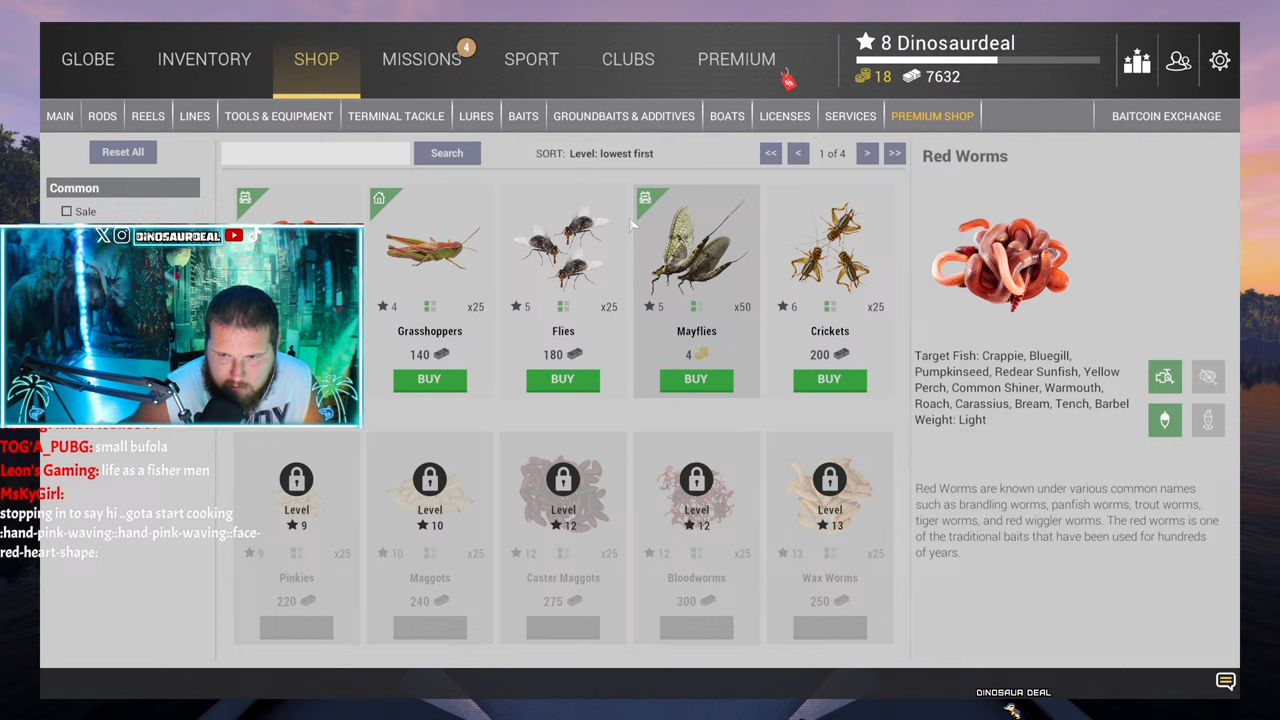 GLOBE
INVENTORY
SHOP
MISSIONS
4
SPORT
CLUBS
PREMIUM
%
8 Dinosaurdeal
18
7632
MAIN
RODS
REELS
LINES
TOOLS & EQUIPMENT
TERMINAL TACKLE
LURES
BAITS
GROUNDBAITS & ADDITIVES
BOATS
LICENSES
SERVICES
PREMIUM SHOP
BAITCOIN EXCHANGE
Reset All
Search
SORT: Level: lowest first
<<
<
1 of 4
>
>>
Common
Sale
DINOSAURDEAL
4
x25
Grasshoppers
140
BUY
5
x25
Flies
180
BUY
5
x50
Mayflies
4
BUY
6
x25
Crickets
200
BUY
TOG'A_PUBG: small bufola
Leon's Gaming: life as a fisher men
MsKyGirl:
stopping in to say hi ..gota start cooking
:hand-pink-waving::hand-pink-waving::face-
red-heart-shape:
Level
9
9
x25
Pinkies
220
Level
10
10
x25
Maggots
240
Level
12
12
x25
Caster Maggots
275
Level
12
12
x25
Bloodworms
300
Level
13
13
x25
Wax Worms
250
Red Worms
Target Fish: Crappie, Bluegill,
Pumpkinseed, Redear Sunfish, Yellow
Perch, Common Shiner, Warmouth,
Roach, Carassius, Bream, Tench, Barbel
Weight: Light
Red Worms are known under various common names
such as brandling worms, panfish worms, trout worms,
tiger worms, and red wiggler worms. The red worms is one
of the traditional baits that have been used for hundreds
of years.
DINOSAUR DEAL